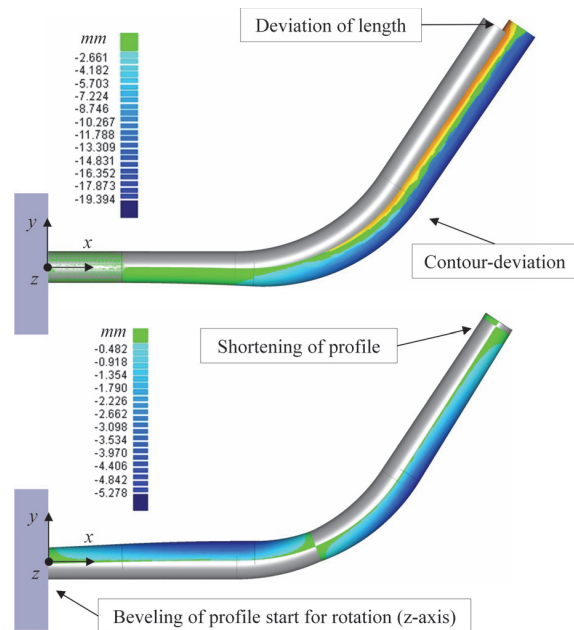 Deviation of length
mm
-2.661
-4.182
-5.703
-7.224
-8.746
-10.267
-11.788
-13.309
-14.831
-16.352
-17.873
-19.394
y
x
z
Contour-deviation
mm
-0.482
-0.918
-1.354
-1.790
-2.226
-2.662
-3.098
-3.534
-3.970
-4.406
-4.842
-5.278
Shortening of profile
y
x
z
Beveling of profile start for rotation (z-axis)